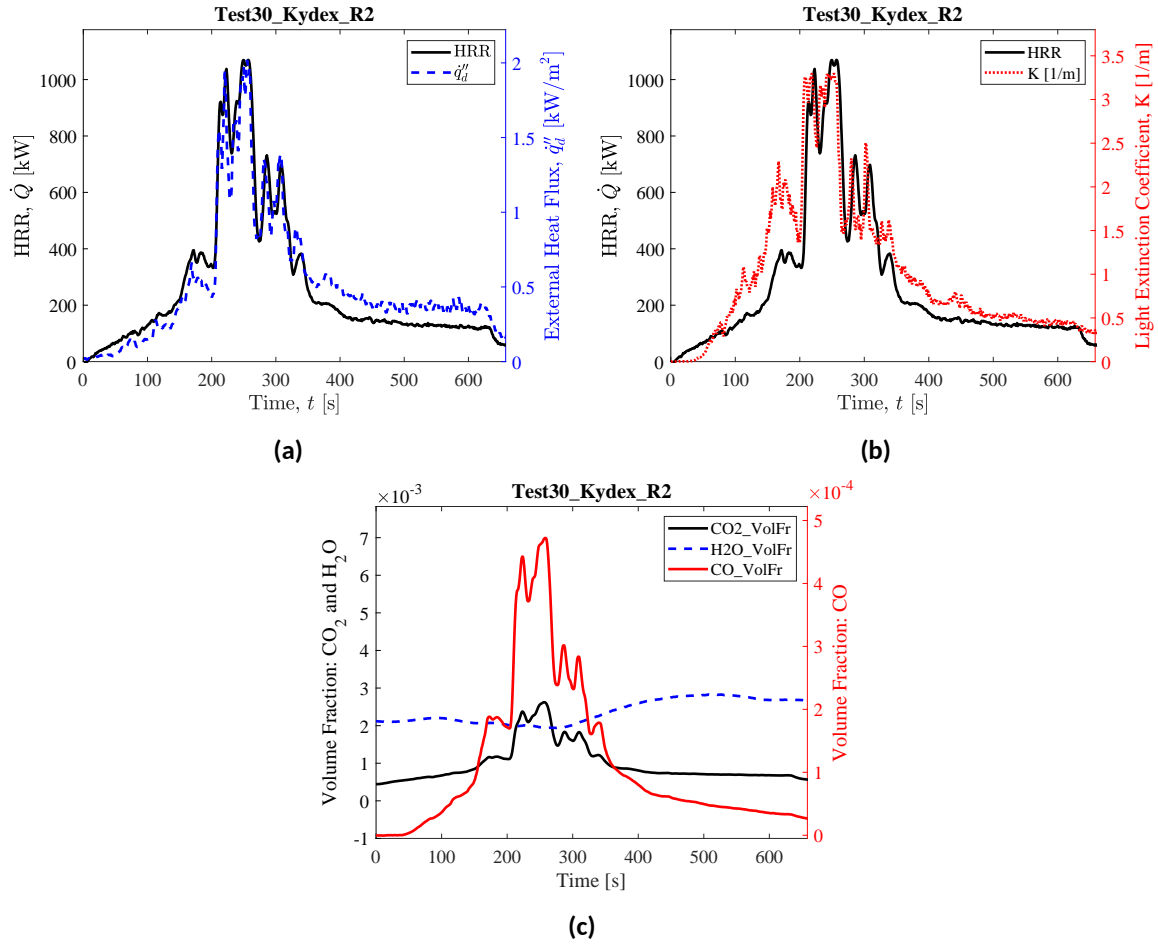 Test30_Kydex_R2
HRR
q̇″d
HRR, Q̇ [kW]
0
200
400
600
800
1000
External Heat Flux, q̇″d [kW/m²]
0
0.5
1
1.5
2
0 100 200 300 400 500 600
Time, t [s]
(a)
Test30_Kydex_R2
HRR
K [1/m]
HRR, Q̇ [kW]
0
200
400
600
800
1000
Light Extinction Coefficient, K [1/m]
0
0.5
1
1.5
2
2.5
3
3.5
0 100 200 300 400 500 600
Time, t [s]
(b)
×10⁻³
Test30_Kydex_R2
×10⁻⁴
CO2_VolFr
H2O_VolFr
CO_VolFr
Volume Fraction: CO₂ and H₂O
-1
0
1
2
3
4
5
6
7
Volume Fraction: CO
0
1
2
3
4
5
0 100 200 300 400 500 600
Time [s]
(c)